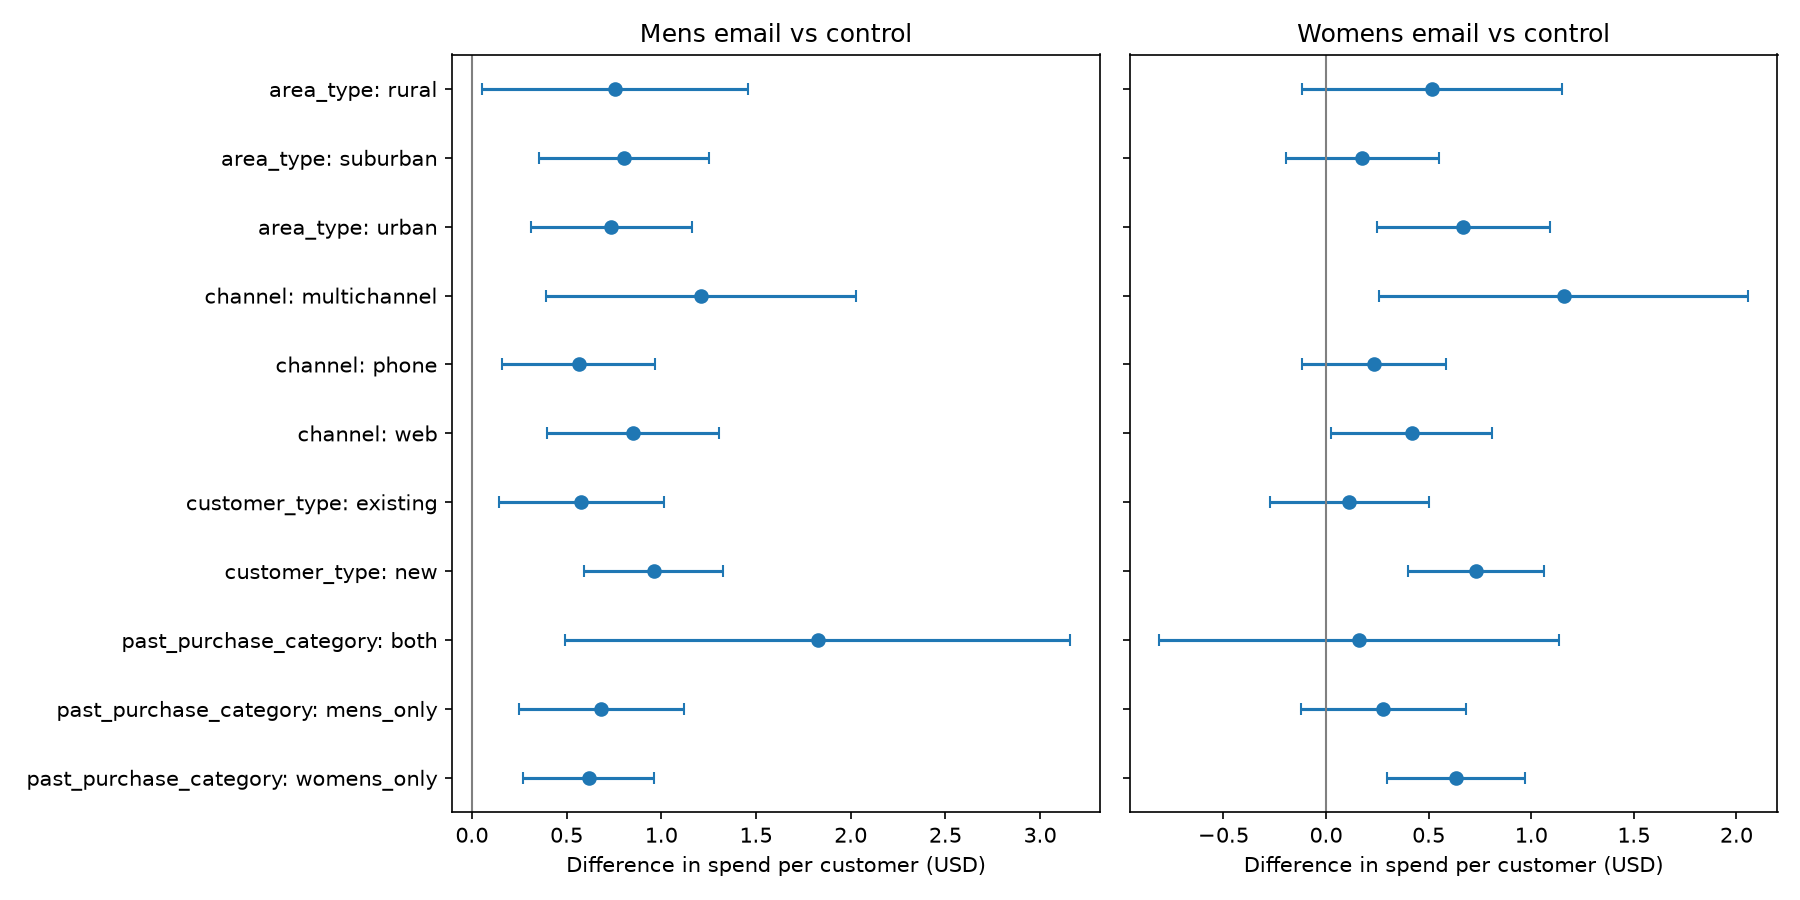 Mens email vs control
Womens email vs control
area_type: rural
area_type: suburban
area_type: urban
channel: multichannel
channel: phone
channel: web
customer_type: existing
customer_type: new
past_purchase_category: both
past_purchase_category: mens_only
past_purchase_category: womens_only
0.0 0.5 1.0 1.5 2.0 2.5 3.0
−0.5 0.0 0.5 1.0 1.5 2.0
Difference in spend per customer (USD)
Difference in spend per customer (USD)